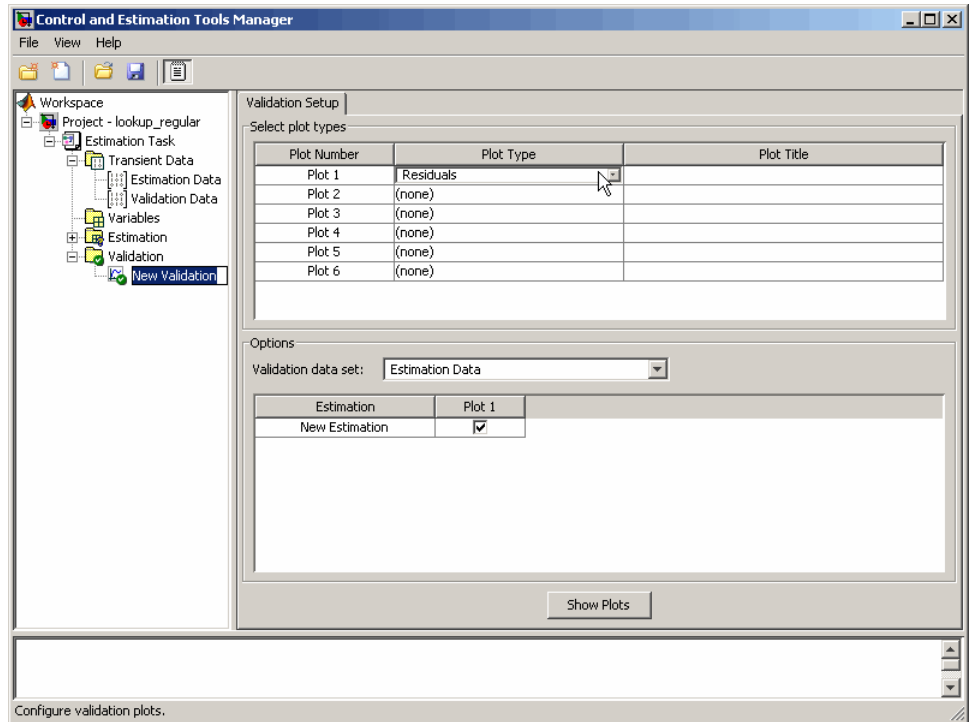 Control and Estimation Tools Manager
File View Help
Workspace
Project - lookup_regular
Estimation Task
Transient Data
Estimation Data
Validation Data
Variables
Estimation
Validation
New Validation
Validation Setup
Select plot types
Plot Number Plot Type Plot Title
Plot 1 Residuals
Plot 2 (none)
Plot 3 (none)
Plot 4 (none)
Plot 5 (none)
Plot 6 (none)
Options
Validation data set: Estimation Data
Estimation Plot 1
New Estimation
Show Plots
Configure validation plots.